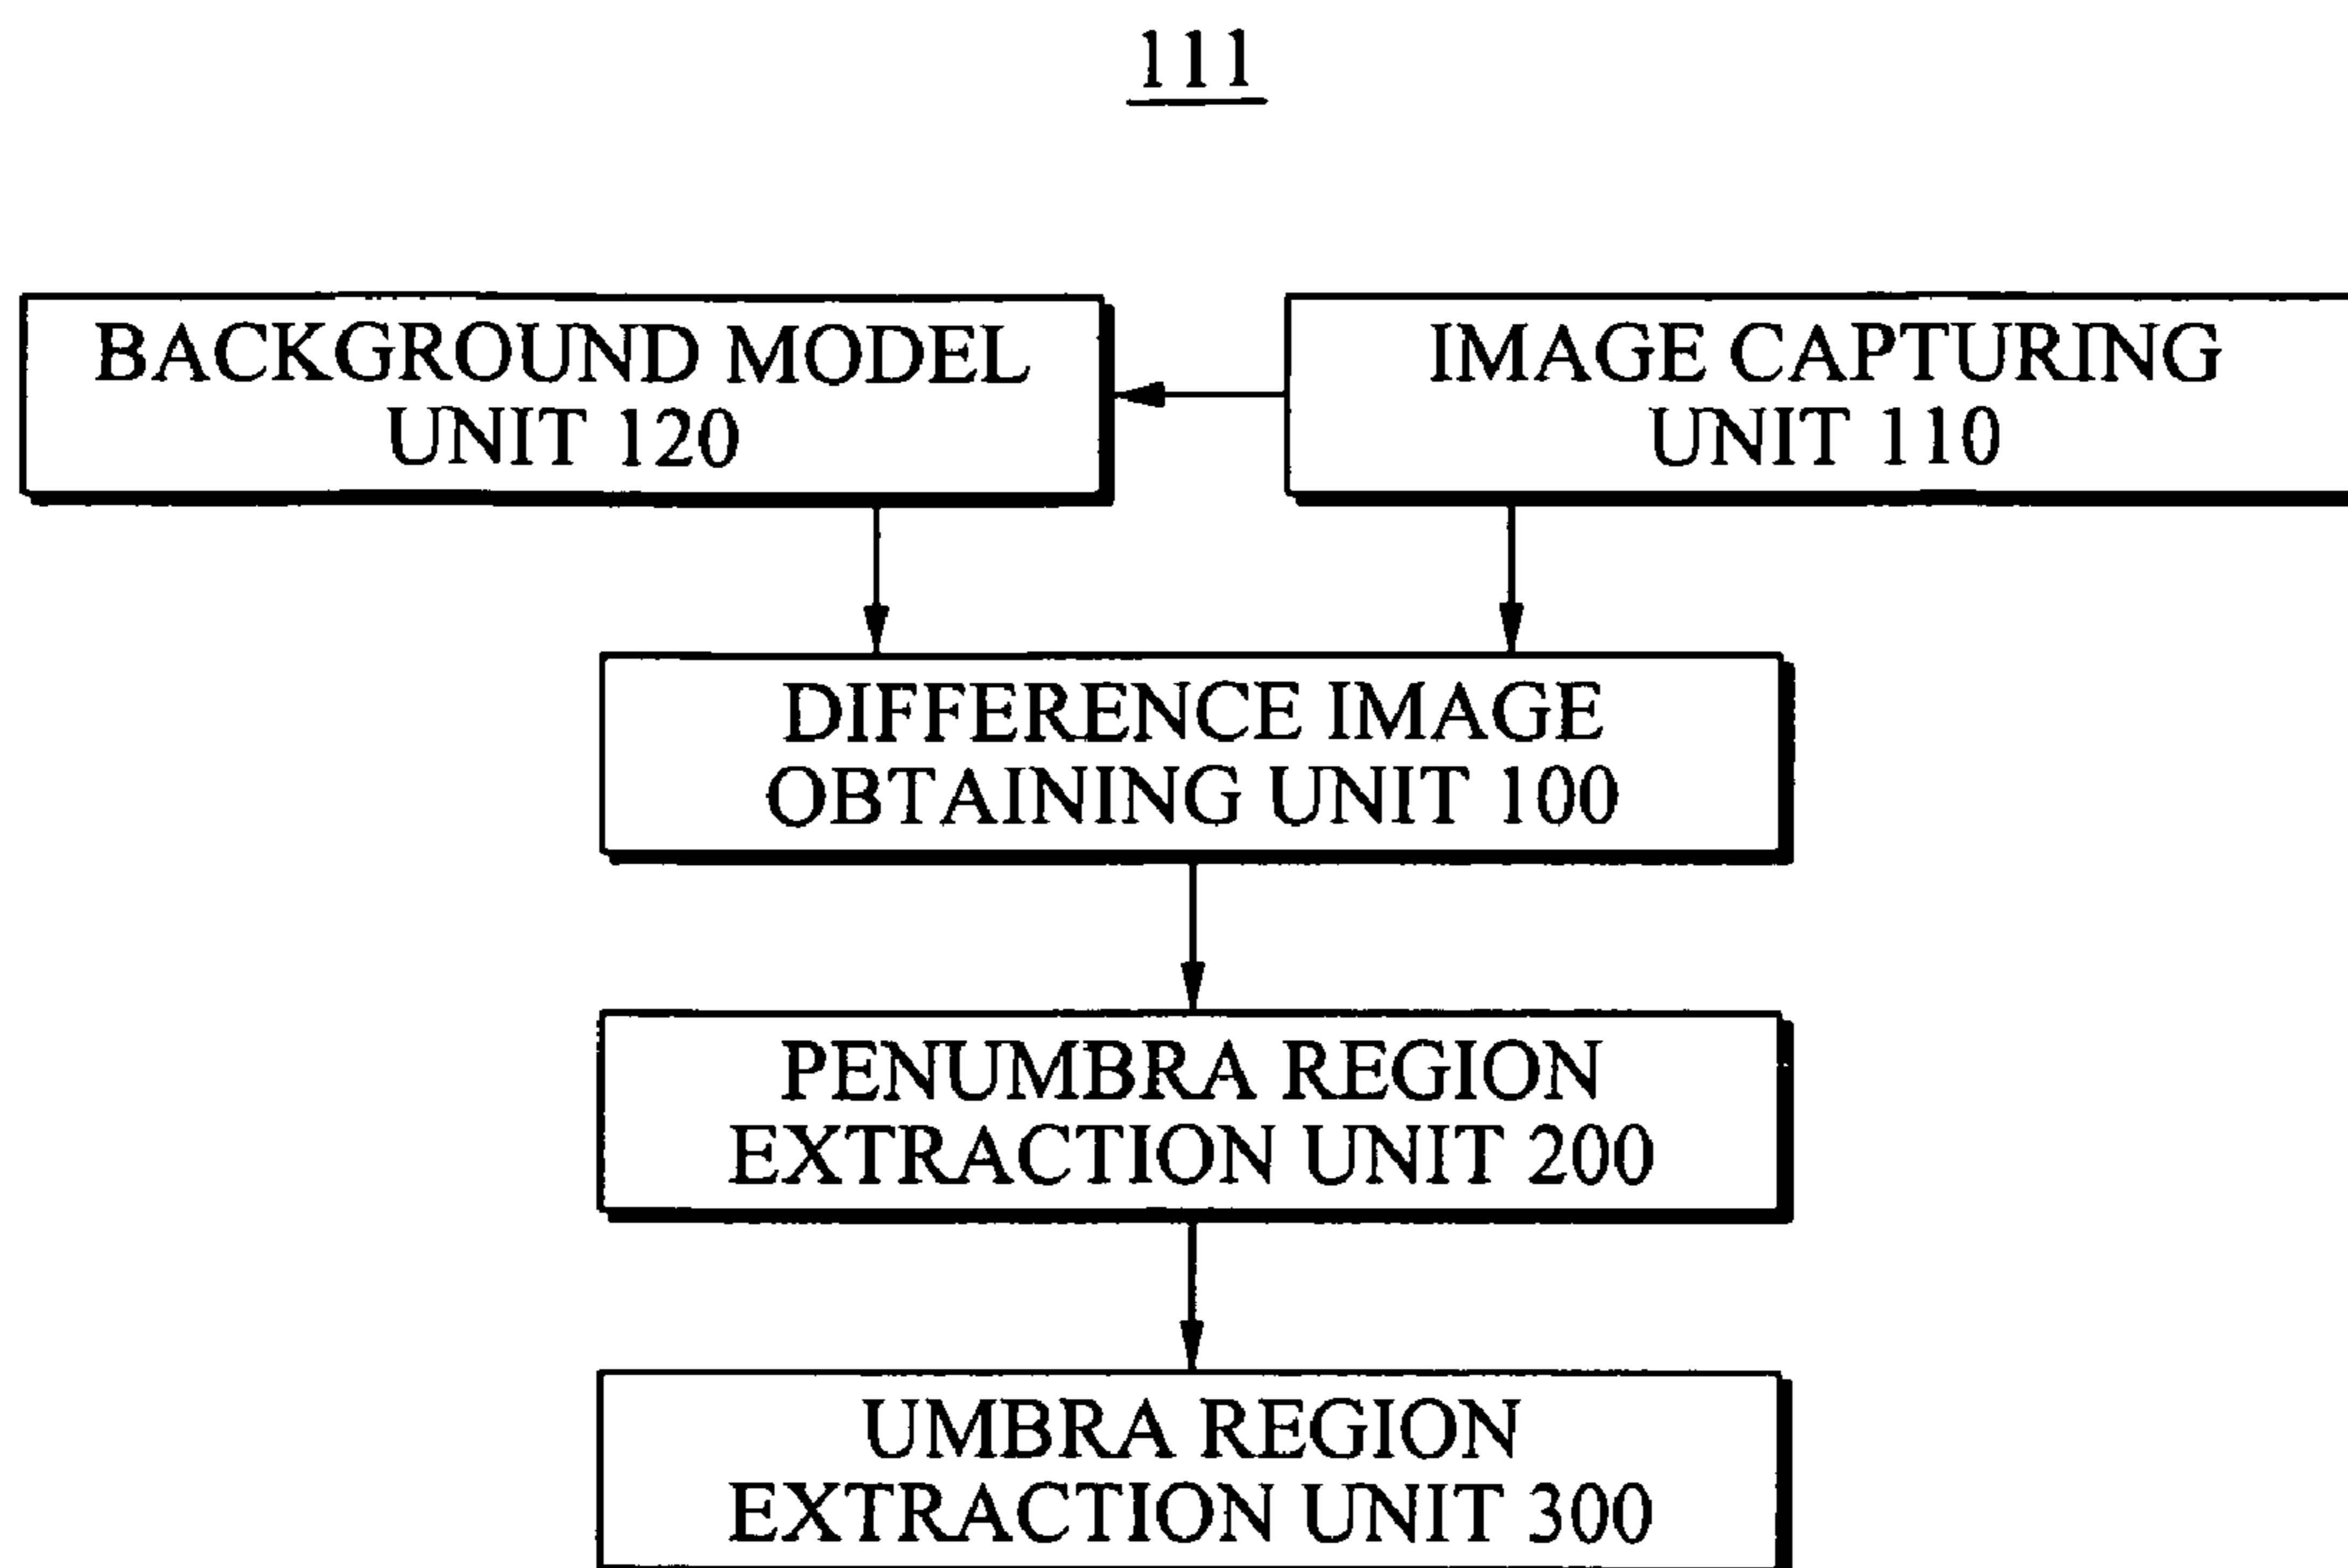 111
BACKGROUND MODEL
UNIT 120
IMAGE CAPTURING
UNIT 110
DIFFERENCE IMAGE
OBTAINING UNIT 100
PENUMBRA REGION
EXTRACTION UNIT 200
UMBRA REGION
EXTRACTION UNIT 300